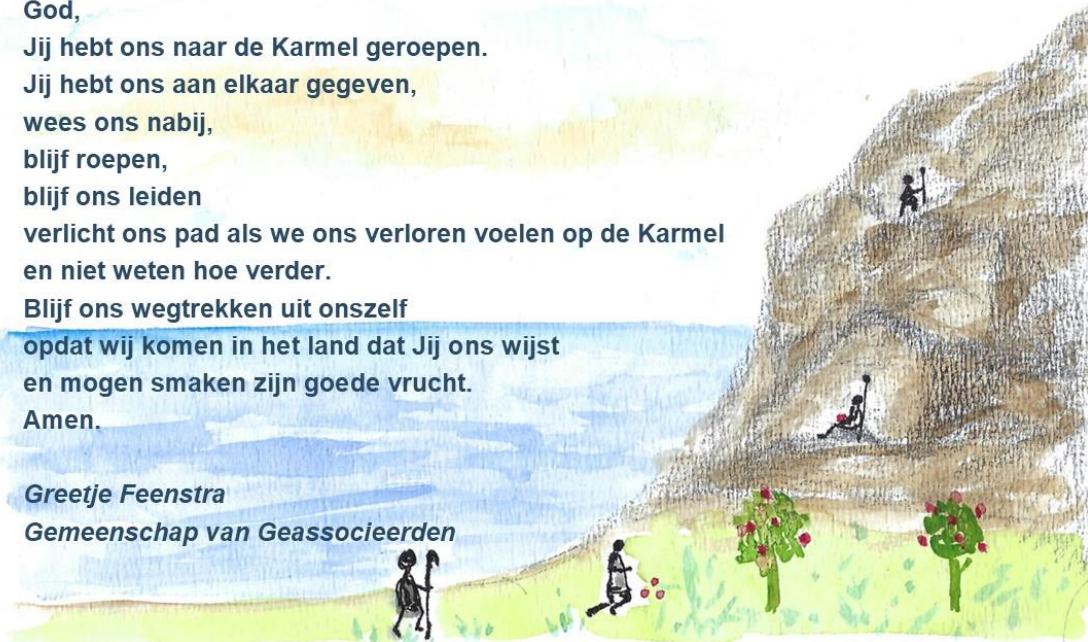 God,
Jij hebt ons naar de Karmel geroepen.
Jij hebt ons aan elkaar gegeven,
wees ons nabij,
blijf roepen,
blijf ons leiden
verlicht ons pad als we ons verloren voelen op de Karmel
en niet weten hoe verder.
Blijf ons wegtrekken uit onszelf
opdat wij komen in het land dat Jij ons wijst
en mogen smaken zijn goede vrucht.
Amen.
Greetje Feenstra
Gemeenschap van Geassocieerden